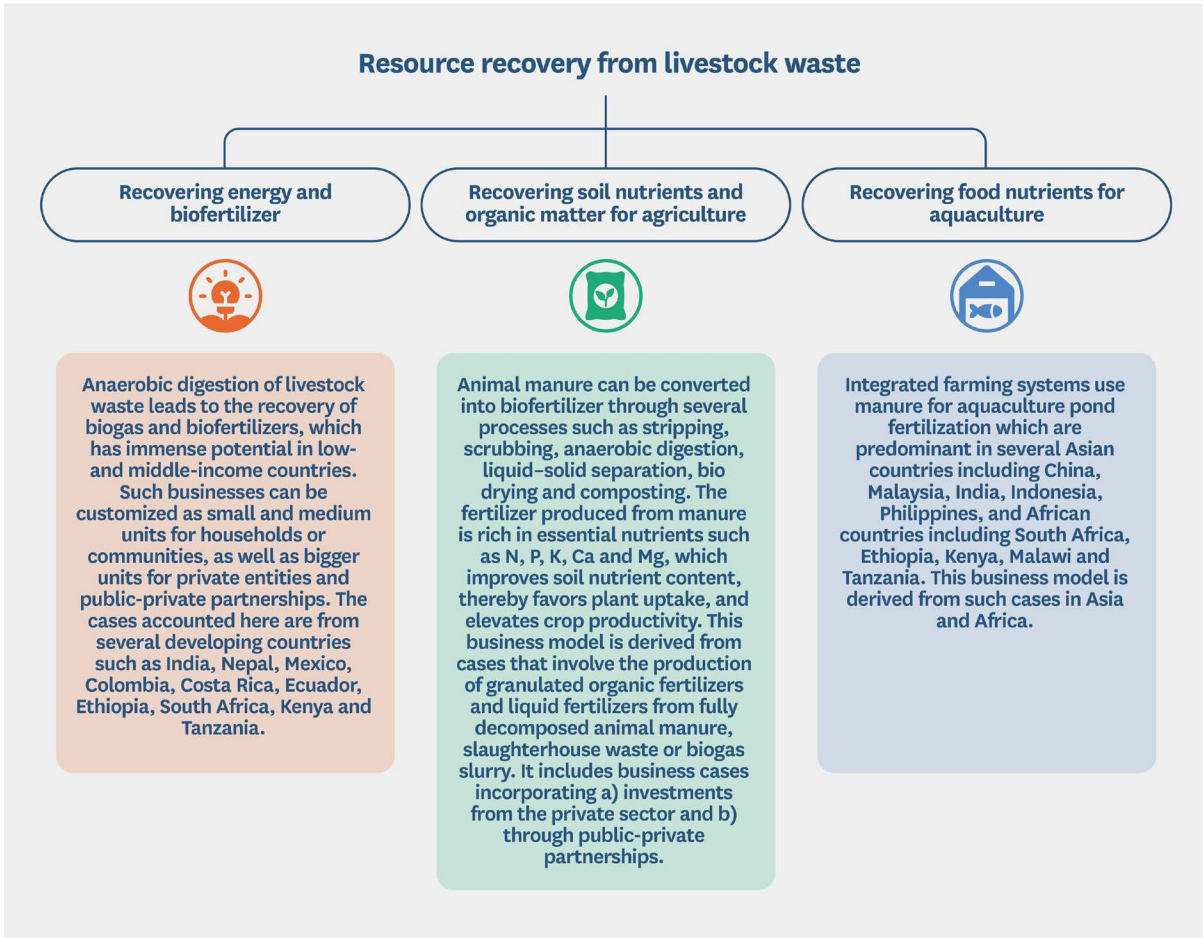 Resource recovery from livestock waste
Recovering energy and
biofertilizer
Recovering soil nutrients and
organic matter for agriculture
Recovering food nutrients for
aquaculture
Anaerobic digestion of livestock
waste leads to the recovery of
biogas and biofertilizers, which
has immense potential in low-
and middle-income countries.
Such businesses can be
customized as small and medium
units for households or
communities, as well as bigger
units for private entities and
public-private partnerships. The
cases accounted here are from
several developing countries
such as India, Nepal, Mexico,
Colombia, Costa Rica, Ecuador,
Ethiopia, South Africa, Kenya and
Tanzania.
Animal manure can be converted
into biofertilizer through several
processes such as stripping,
scrubbing, anaerobic digestion,
liquid–solid separation, bio
drying and composting. The
fertilizer produced from manure
is rich in essential nutrients such
as N, P, K, Ca and Mg, which
improves soil nutrient content,
thereby favors plant uptake, and
elevates crop productivity. This
business model is derived from
cases that involve the production
of granulated organic fertilizers
and liquid fertilizers from fully
decomposed animal manure,
slaughterhouse waste or biogas
slurry. It includes business cases
incorporating a) investments
from the private sector and b)
through public-private
partnerships.
Integrated farming systems use
manure for aquaculture pond
fertilization which are
predominant in several Asian
countries including China,
Malaysia, India, Indonesia,
Philippines, and African
countries including South Africa,
Ethiopia, Kenya, Malawi and
Tanzania. This business model is
derived from such cases in Asia
and Africa.